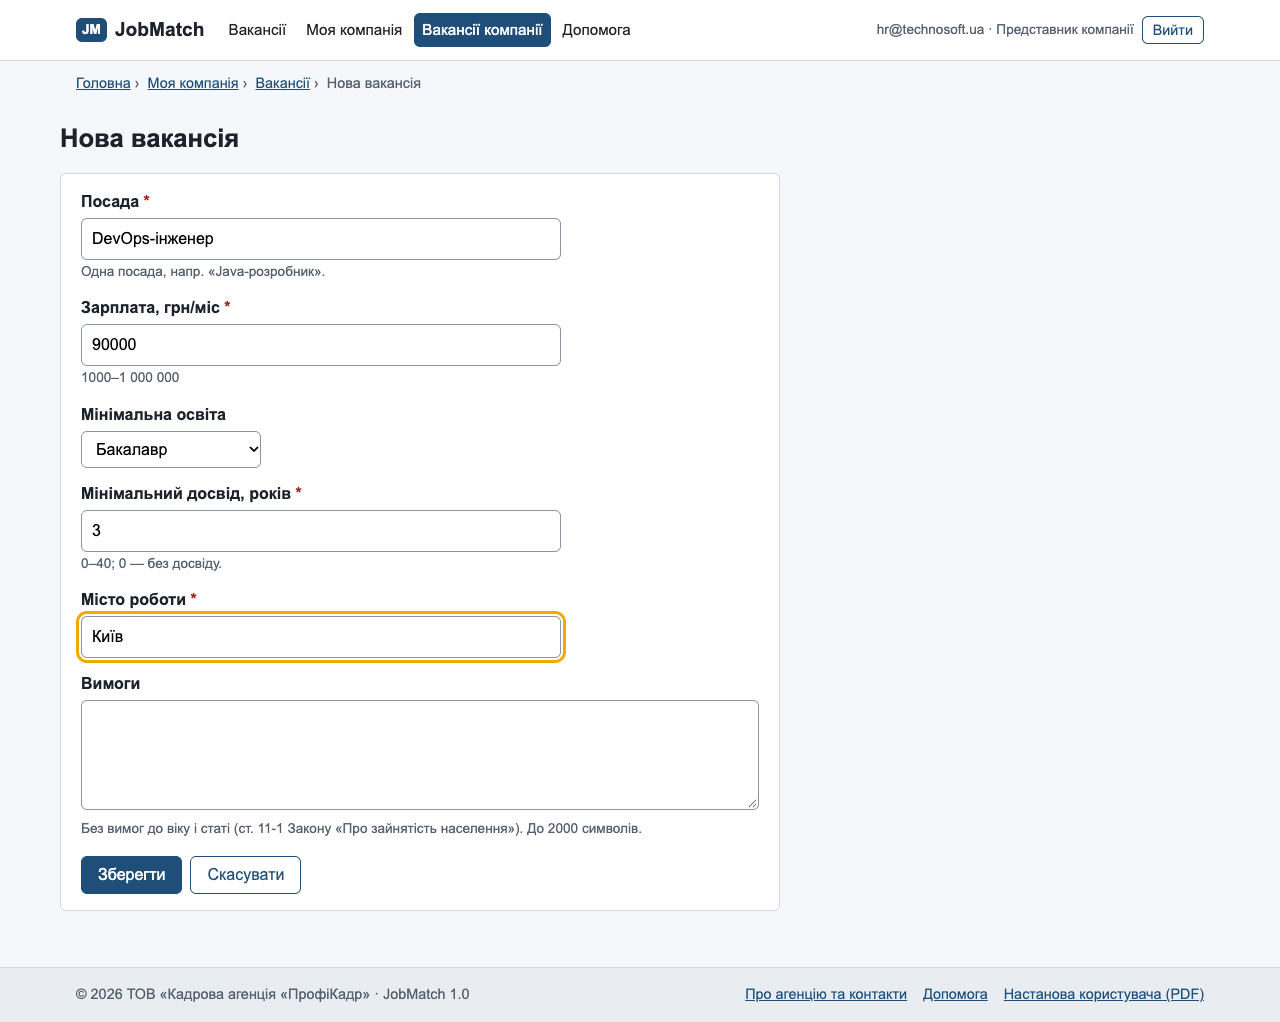 JM JobMatch Вакансії Моя компанія Вакансії компанії Допомога hr@technosoft.ua · Представник компанії Вийти
Головна › Моя компанія › Вакансії › Нова вакансія
Нова вакансія
Посада *
DevOps-інженер
Одна посада, напр. «Java-розробник».
Зарплата, грн/міс *
90000
1000–1 000 000
Мінімальна освіта
Бакалавр
Мінімальний досвід, років *
3
0–40; 0 — без досвіду.
Місто роботи *
Київ
Вимоги
Без вимог до віку і статі (ст. 11-1 Закону «Про зайнятість населення»). До 2000 символів.
Зберегти Скасувати
© 2026 ТОВ «Кадрова агенція «ПрофіКадр» · JobMatch 1.0 Про агенцію та контакти Допомога Настанова користувача (PDF)